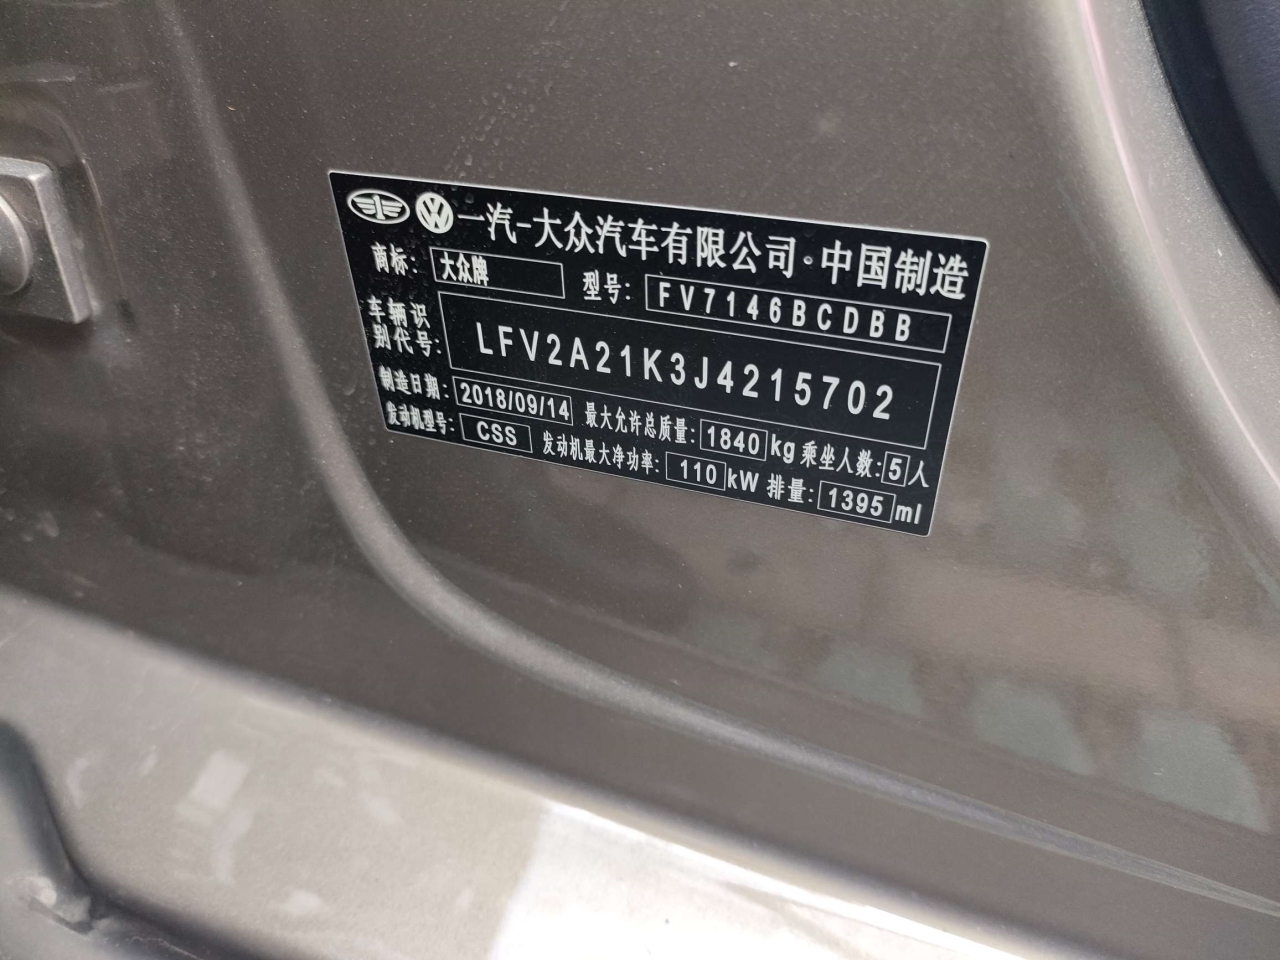 一汽-大众汽车有限公司·中国制造
商标: 大众牌 型号: FV7146BCDBB
车辆识
别代号: LFV2A21K3J4215702
制造日期: 2018/09/14 最大允许总质量: 1840 kg 乘坐人数: 5 人
发动机型号: CSS 发动机最大净功率: 110 kW 排量: 1395 ml